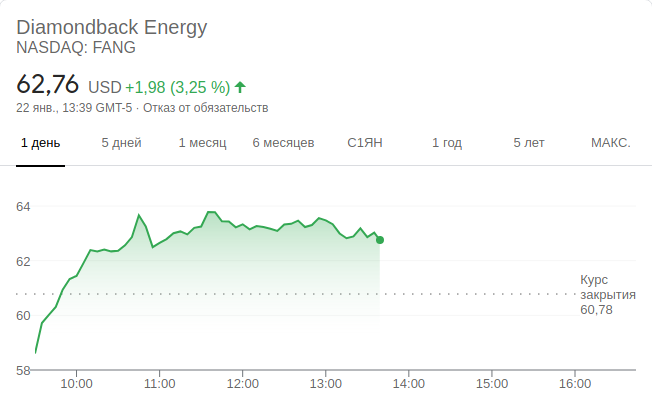 Diamondback Energy
NASDAQ: FANG
62,76 USD +1,98 (3,25 %)
22 янв., 13:39 GMT-5 · Отказ от обязательств
1 день 5 дней 1 месяц 6 месяцев С1ЯН 1 год 5 лет МАКС.
64
62
Курс
закрытия
60,78
60
58
10:00 11:00 12:00 13:00 14:00 15:00 16:00